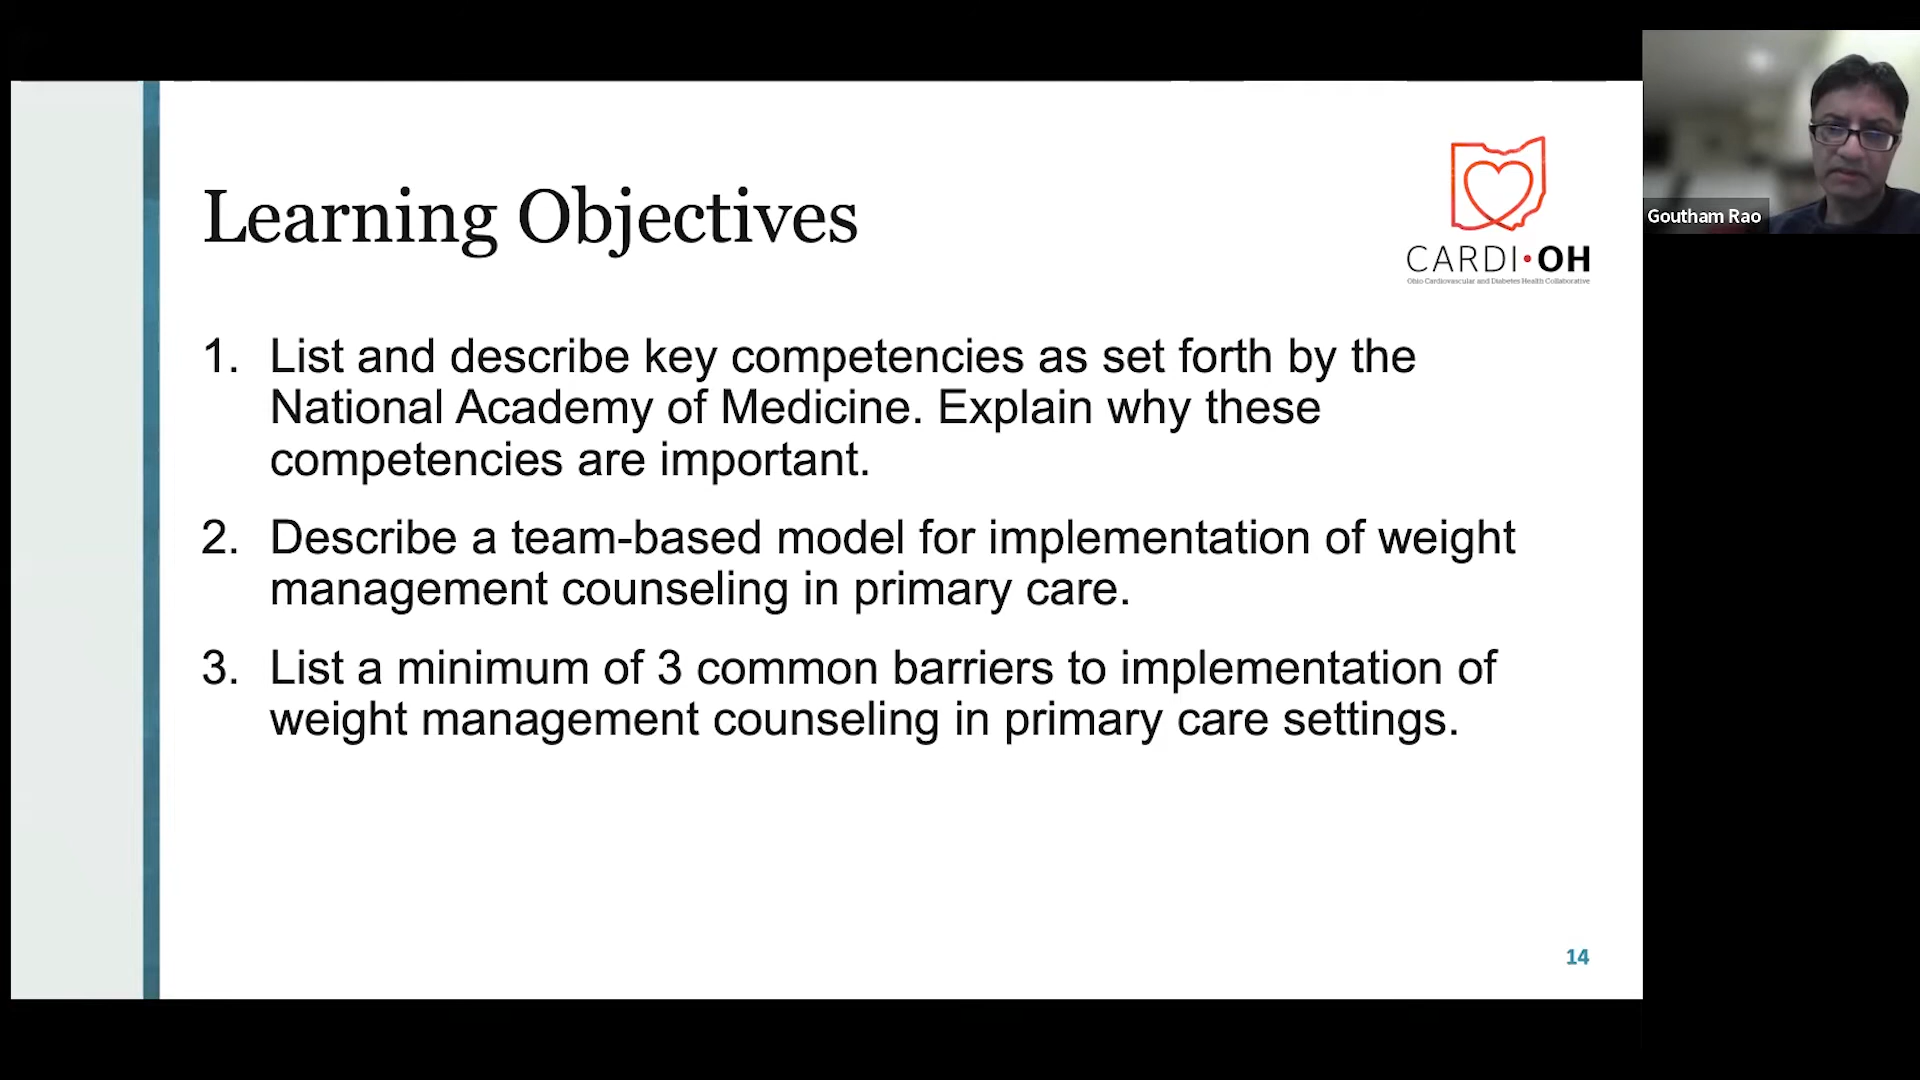 Learning Objectives
CARDI•OH
Ohio Cardiovascular and Diabetes Health Collaborative
Goutham Rao
1. List and describe key competencies as set forth by the
National Academy of Medicine. Explain why these
competencies are important.
2. Describe a team-based model for implementation of weight
management counseling in primary care.
3. List a minimum of 3 common barriers to implementation of
weight management counseling in primary care settings.
14